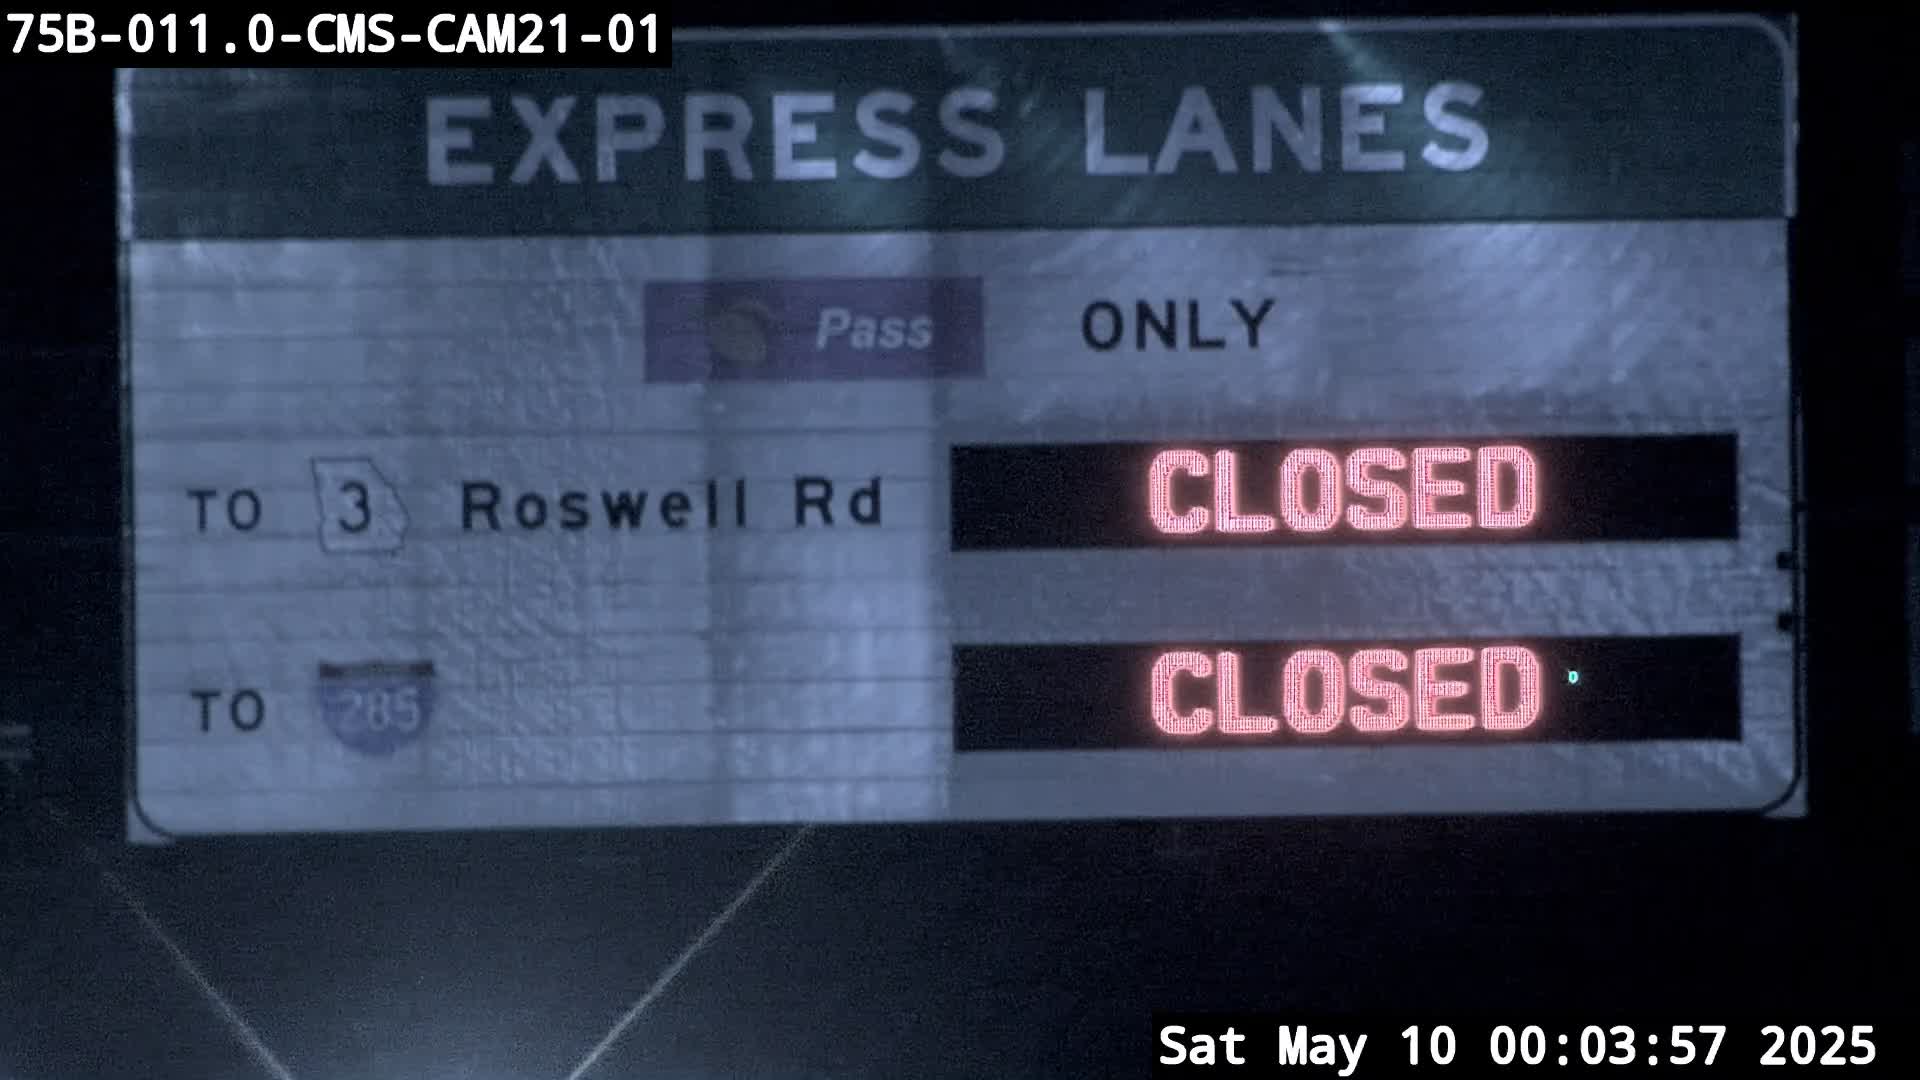 75B-011.0-CMS-CAM21-01
EXPRESS LANES
Pass ONLY
TO 3 Roswell Rd CLOSED
TO 285 CLOSED
Sat May 10 00:03:57 2025